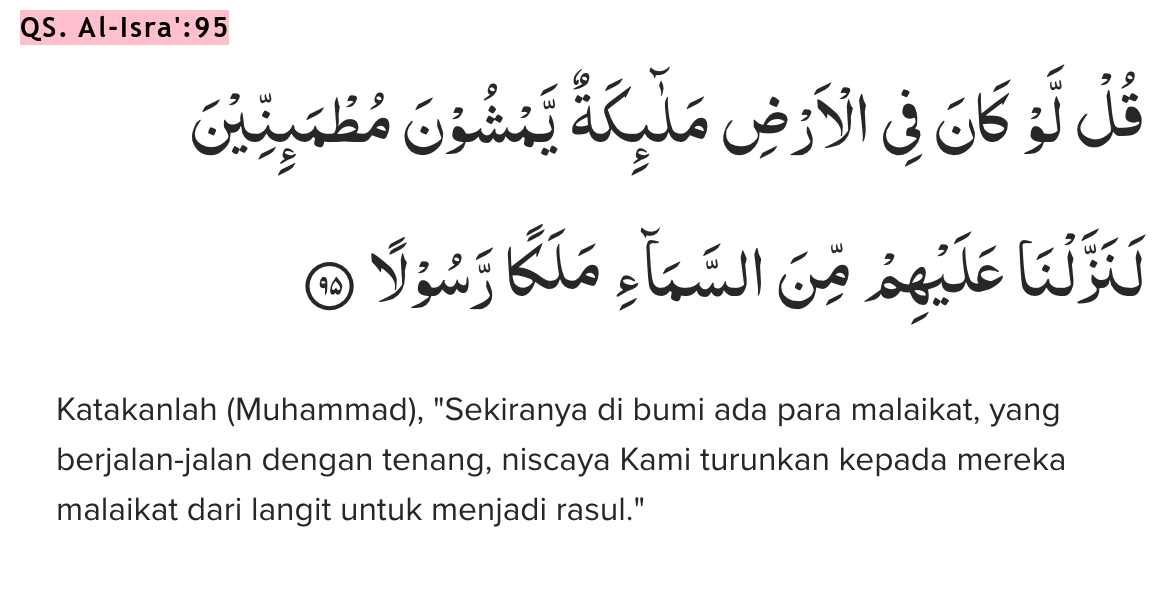 QS. Al-Isra':95
قُلْ لَّوْ كَانَ فِى الْاَرْضِ مَلٰۤىِٕكَةٌ يَّمْشُوْنَ مُطْمَىِٕنِّيْنَ
لَنَزَّلْنَا عَلَيْهِمْ مِّنَ السَّمَاۤءِ مَلَكًا رَّسُوْلًا ۝٩٥
Katakanlah (Muhammad), "Sekiranya di bumi ada para malaikat, yang
berjalan-jalan dengan tenang, niscaya Kami turunkan kepada mereka
malaikat dari langit untuk menjadi rasul."